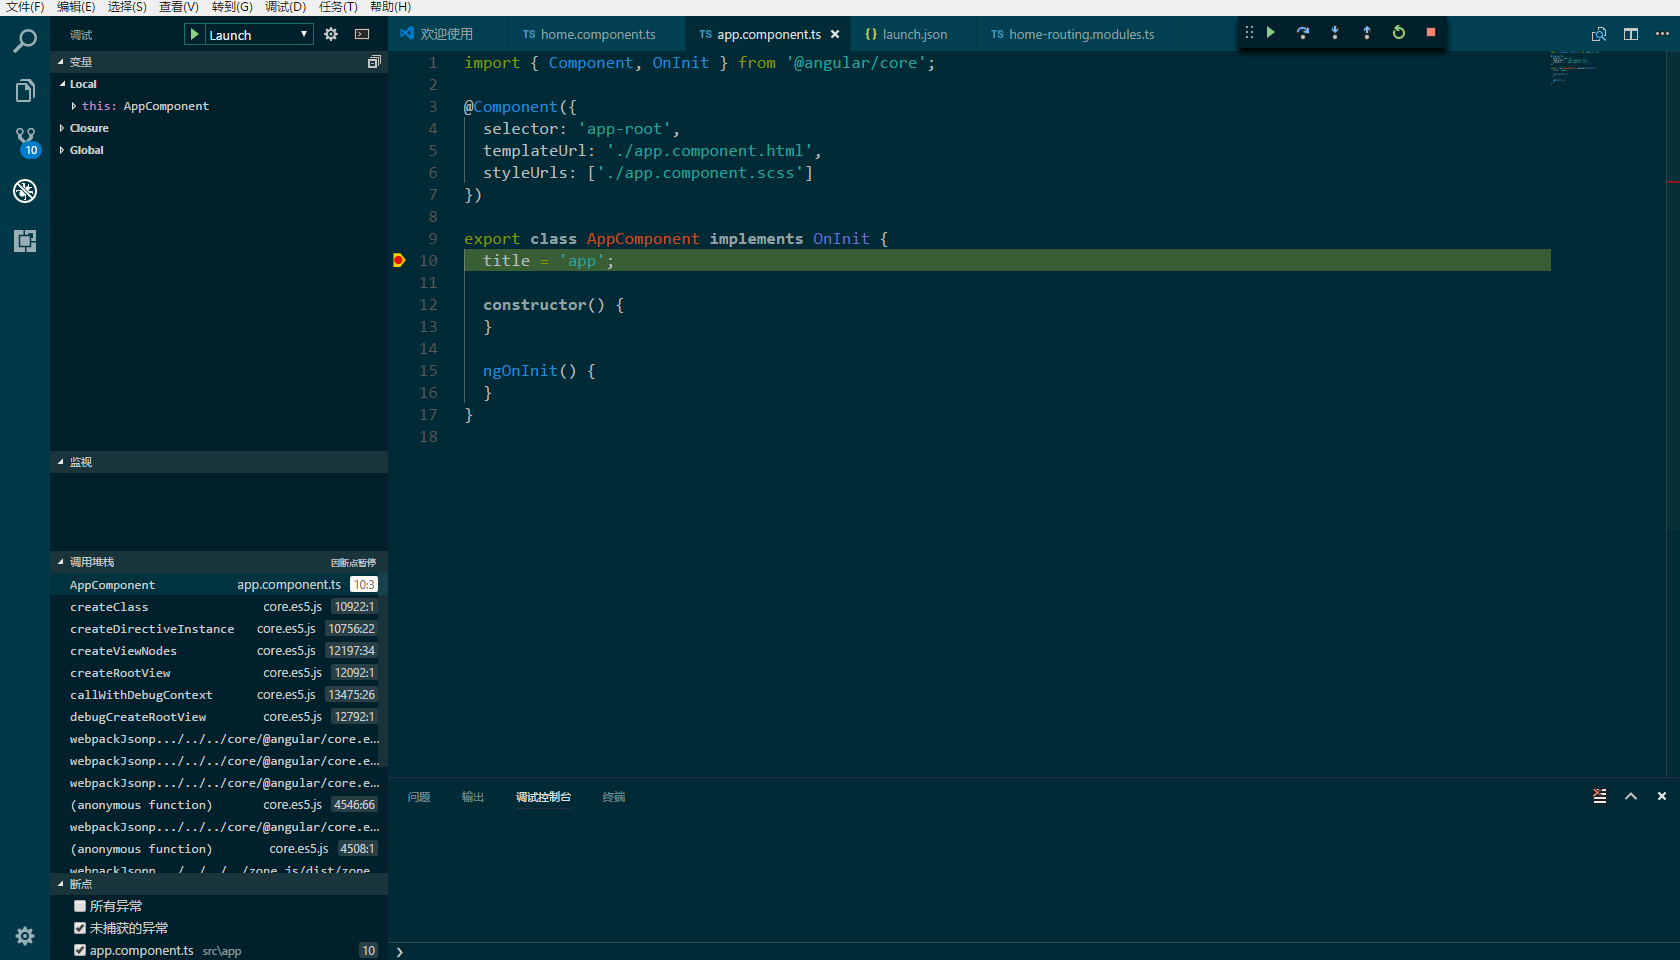 文件(F) 编辑(E) 选择(S) 查看(V) 转到(G) 调试(D) 任务(T) 帮助(H)
调试 Launch
欢迎使用 TS home.component.ts TS app.component.ts {} launch.json TS home-routing.modules.ts
变量
Local
this: AppComponent
Closure
Global
10
监视
调用堆栈 因断点暂停
AppComponent app.component.ts 10:3
createClass core.es5.js 10922:1
createDirectiveInstance core.es5.js 10756:22
createViewNodes core.es5.js 12197:34
createRootView core.es5.js 12092:1
callWithDebugContext core.es5.js 13475:26
debugCreateRootView core.es5.js 12792:1
webpackJsonp.../../../core/@angular/core.e...
webpackJsonp.../../../core/@angular/core.e...
webpackJsonp.../../../core/@angular/core.e...
(anonymous function) core.es5.js 4546:66
webpackJsonp.../../../core/@angular/core.e...
(anonymous function) core.es5.js 4508:1
webpackJsonp.../../../../zone.js/dist/zone...
断点
所有异常
未捕获的异常
app.component.ts src\app 10
1 import { Component, OnInit } from '@angular/core';
2
3 @Component({
4 selector: 'app-root',
5 templateUrl: './app.component.html',
6 styleUrls: ['./app.component.scss']
7 })
8
9 export class AppComponent implements OnInit {
10 title = 'app';
11
12 constructor() {
13 }
14
15 ngOnInit() {
16 }
17 }
18
问题 输出 调试控制台 终端